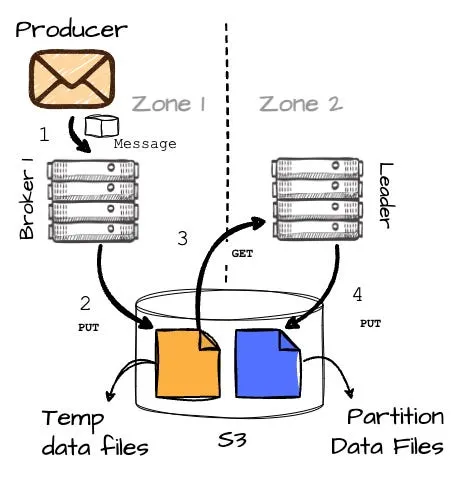 Producer
Zone 1
Zone 2
1
Message
Broker 1
Leader
3
GET
2
PUT
4
PUT
Temp
data files
S3
Partition
Data Files